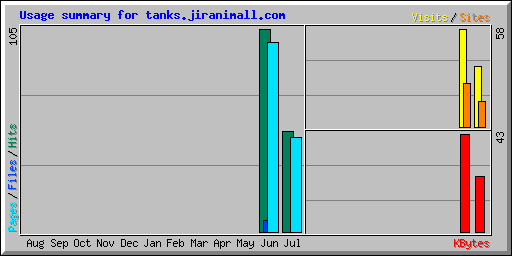 Usage summary for tanks.jiranimall.com
Visits / Sites
105
58
43
Pages / Files / Hits
Aug Sep Oct Nov Dec Jan Feb Mar Apr May Jun Jul
KBytes